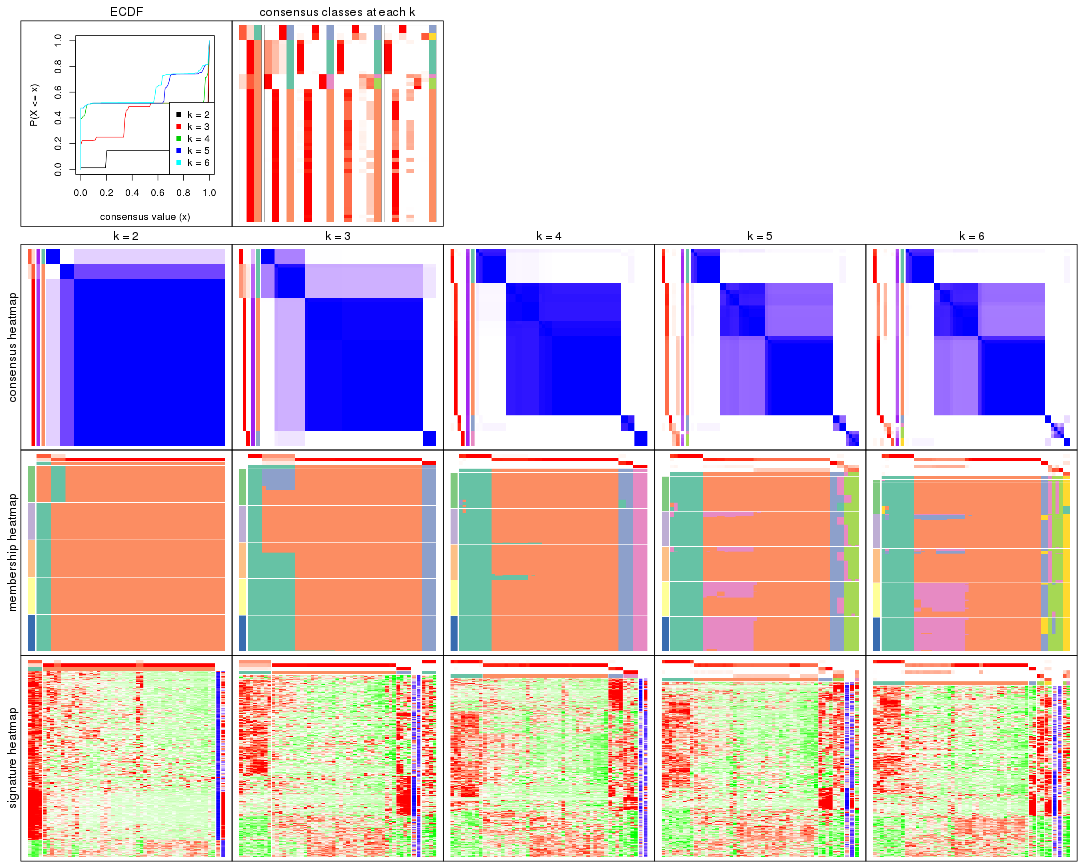 ECDF
consensus classes at each k
P(X <= x)
0.0 0.2 0.4 0.6 0.8 1.0
k = 2
k = 3
k = 4
k = 5
k = 6
0.0 0.2 0.4 0.6 0.8 1.0
consensus value (x)
k = 2 k = 3 k = 4 k = 5 k = 6
consensus heatmap
membership heatmap
signature heatmap